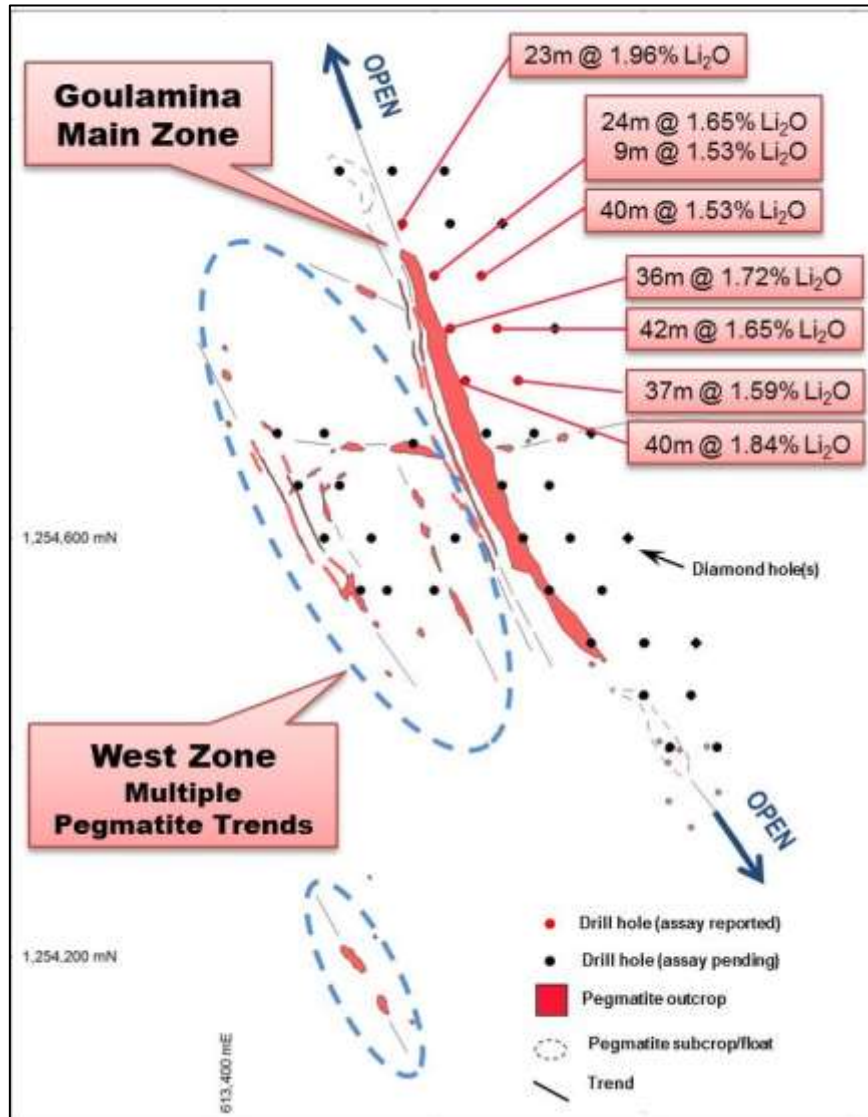 23m @ 1.96% Li₂O
OPEN
Goulamina
Main Zone
24m @ 1.65% Li₂O
9m @ 1.53% Li₂O
40m @ 1.53% Li₂O
36m @ 1.72% Li₂O
42m @ 1.65% Li₂O
37m @ 1.59% Li₂O
40m @ 1.84% Li₂O
1,254,600 mN
Diamond hole(s)
West Zone
Multiple
Pegmatite Trends
OPEN
1,254,200 mN
613,400 mE
Drill hole (assay reported)
Drill hole (assay pending)
Pegmatite outcrop
Pegmatite subcrop/float
Trend